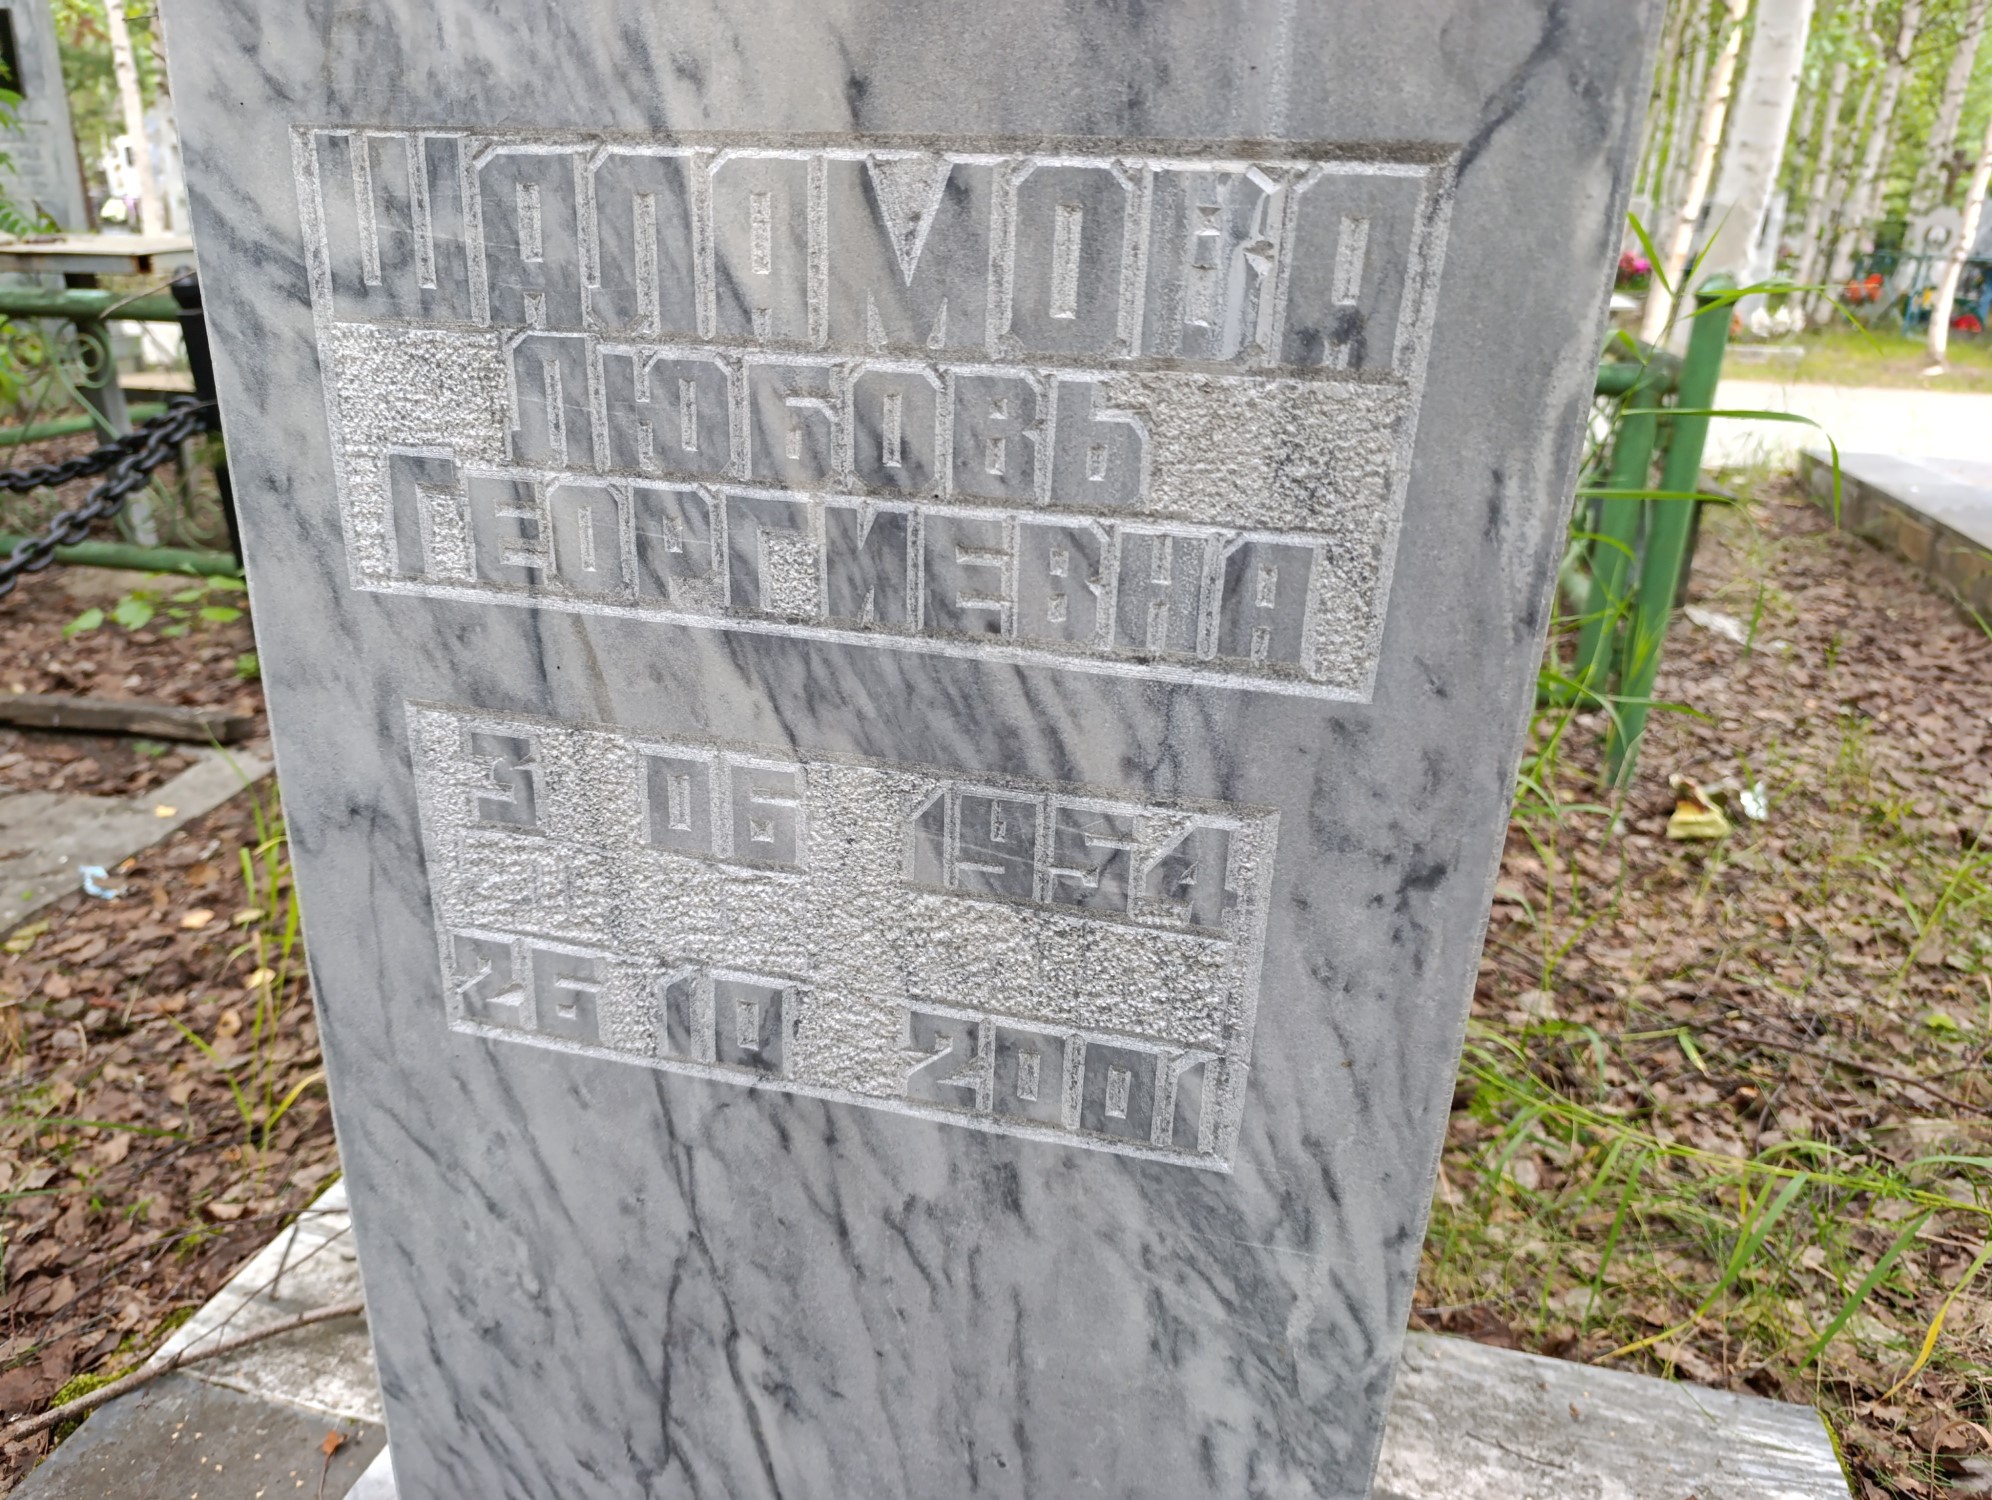 ШАЛАМОВА
ЛЮБОВЬ
ГЕОРГИЕВНА
3 06 1954
26 10 2001